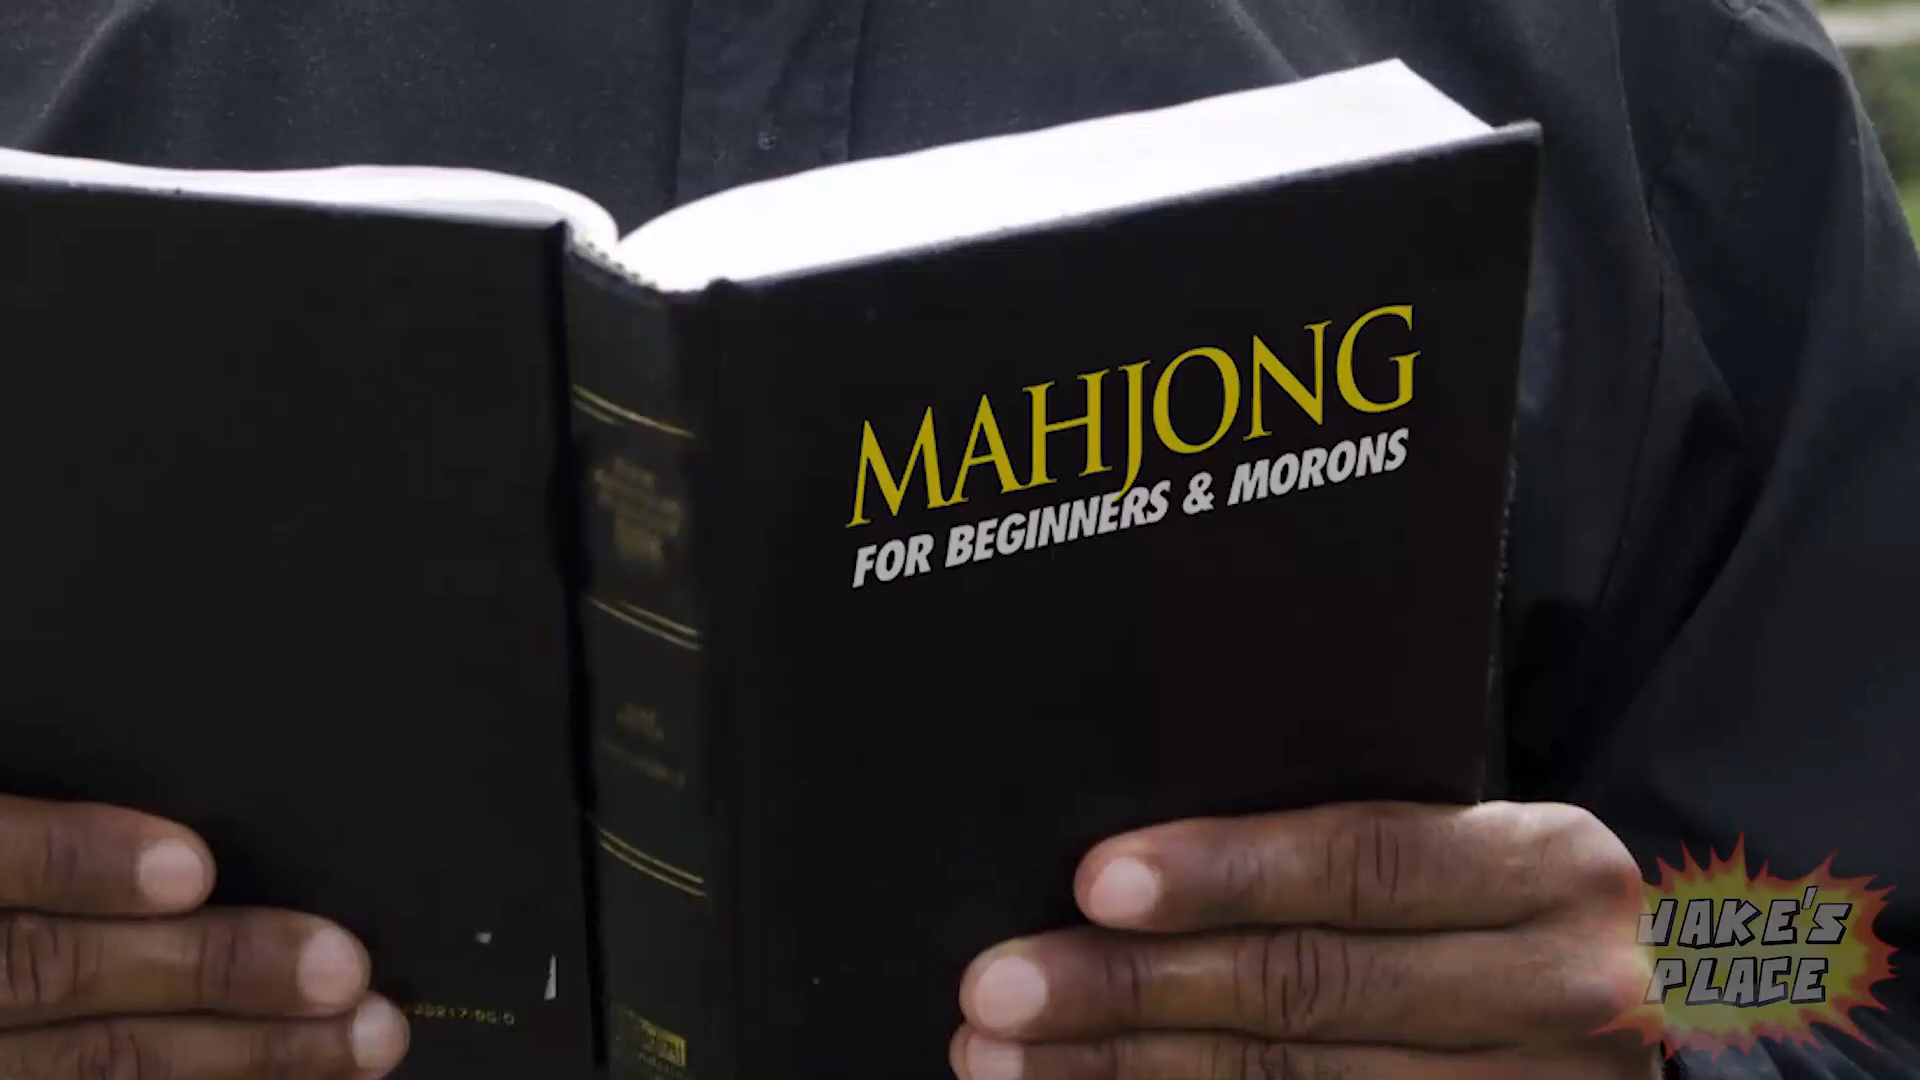 MAHJONG
FOR BEGINNERS & MORONS
JAKE'S
PLACE